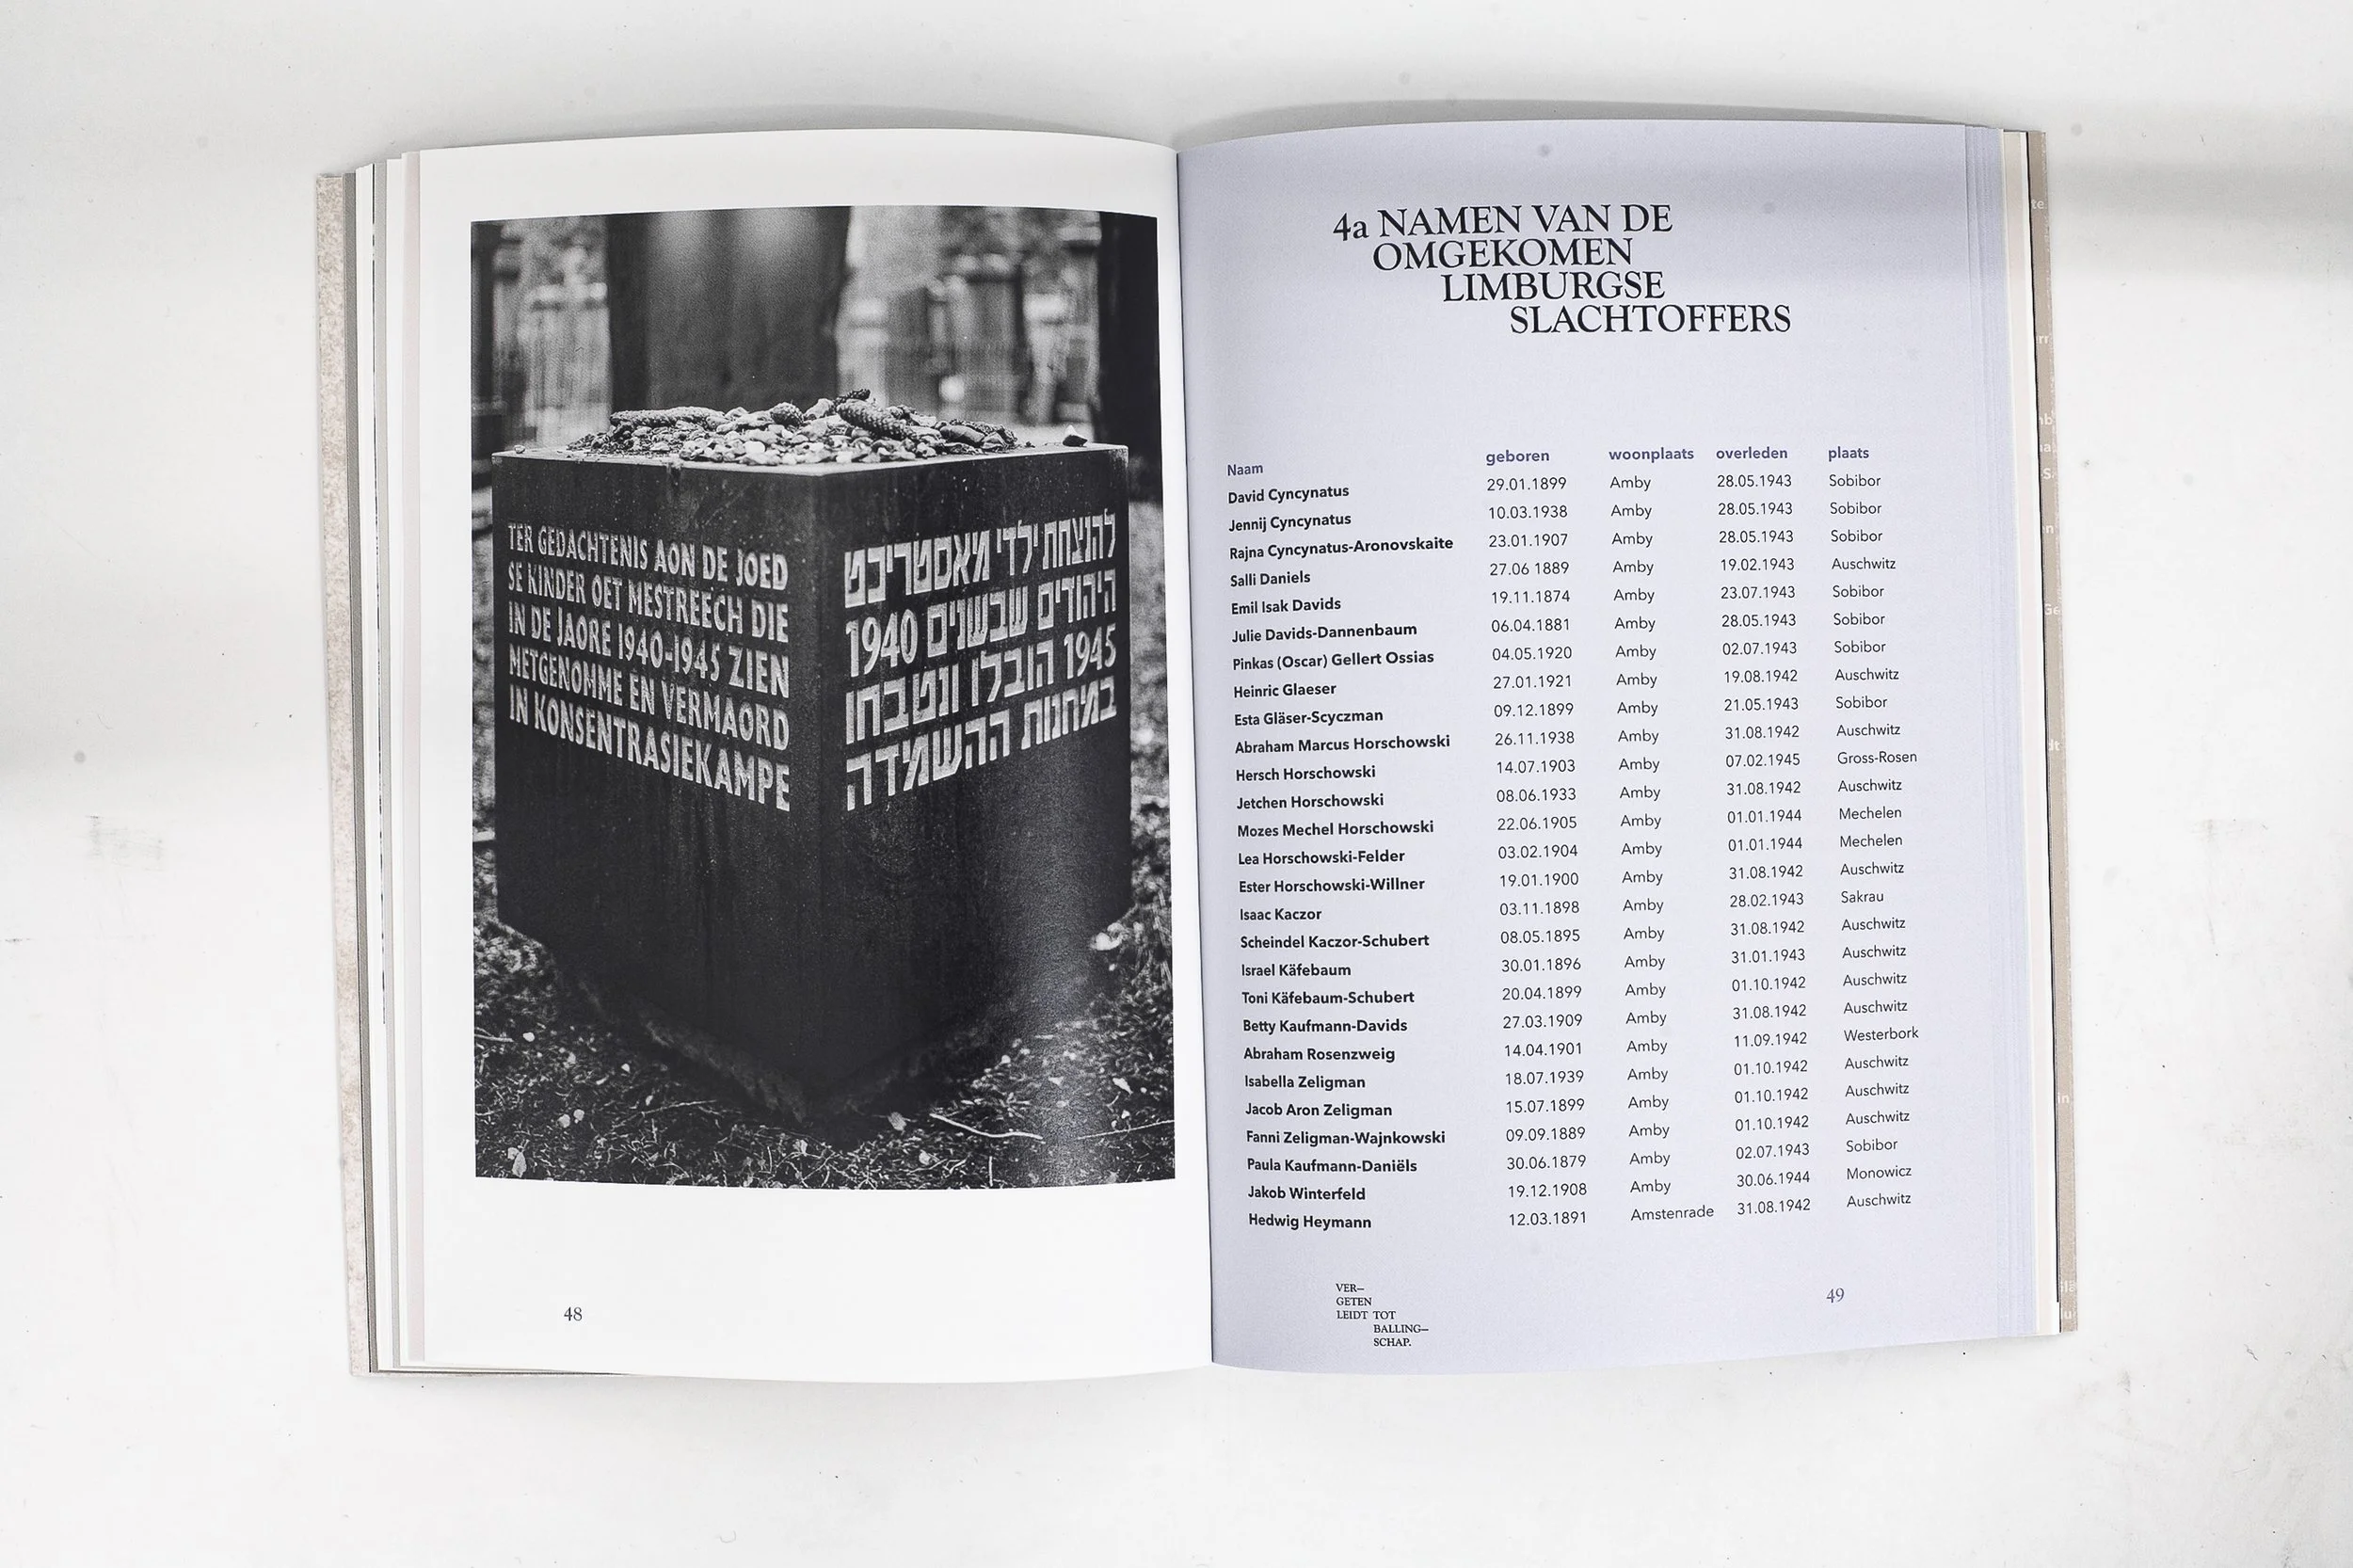 TER GEDACHTENIS AON DE JOED
SE KINDER OET MESTREECH DIE
IN DE JAORE 1940-1945 ZIEN
METGENOMME EN VERMAORD
IN KONSENTRASIEKAMPE
להנצחת ילדי מאסטריכט
היהודים שבשנים 1940
1945 הובלו ונטבחו
במחנות ההשמדה
48
4a NAMEN VAN DE
OMGEKOMEN
LIMBURGSE
SLACHTOFFERS
Naam geboren woonplaats overleden plaats
David Cyncynatus 29.01.1899 Amby 28.05.1943 Sobibor
Jennij Cyncynatus 10.03.1938 Amby 28.05.1943 Sobibor
Rajna Cyncynatus-Aronovskaite 23.01.1907 Amby 28.05.1943 Sobibor
Salli Daniels 27.06 1889 Amby 19.02.1943 Auschwitz
Emil Isak Davids 19.11.1874 Amby 23.07.1943 Sobibor
Julie Davids-Dannenbaum 06.04.1881 Amby 28.05.1943 Sobibor
Pinkas (Oscar) Gellert Ossias 04.05.1920 Amby 02.07.1943 Sobibor
Heinric Glaeser 27.01.1921 Amby 19.08.1942 Auschwitz
Esta Gläser-Scyczman 09.12.1899 Amby 21.05.1943 Sobibor
Abraham Marcus Horschowski 26.11.1938 Amby 31.08.1942 Auschwitz
Hersch Horschowski 14.07.1903 Amby 07.02.1945 Gross-Rosen
Jetchen Horschowski 08.06.1933 Amby 31.08.1942 Auschwitz
Mozes Mechel Horschowski 22.06.1905 Amby 01.01.1944 Mechelen
Lea Horschowski-Felder 03.02.1904 Amby 01.01.1944 Mechelen
Ester Horschowski-Willner 19.01.1900 Amby 31.08.1942 Auschwitz
Isaac Kaczor 03.11.1898 Amby 28.02.1943 Sakrau
Scheindel Kaczor-Schubert 08.05.1895 Amby 31.08.1942 Auschwitz
Israel Käfebaum 30.01.1896 Amby 31.01.1943 Auschwitz
Toni Käfebaum-Schubert 20.04.1899 Amby 01.10.1942 Auschwitz
Betty Kaufmann-Davids 27.03.1909 Amby 31.08.1942 Auschwitz
Abraham Rosenzweig 14.04.1901 Amby 11.09.1942 Westerbork
Isabella Zeligman 18.07.1939 Amby 01.10.1942 Auschwitz
Jacob Aron Zeligman 15.07.1899 Amby 01.10.1942 Auschwitz
Fanni Zeligman-Wajnkowski 09.09.1889 Amby 01.10.1942 Auschwitz
Paula Kaufmann-Daniëls 30.06.1879 Amby 02.07.1943 Sobibor
Jakob Winterfeld 19.12.1908 Amby 30.06.1944 Monowicz
Hedwig Heymann 12.03.1891 Amstenrade 31.08.1942 Auschwitz
VER–
GETEN
LEIDT TOT
BALLING–
SCHAP.
49